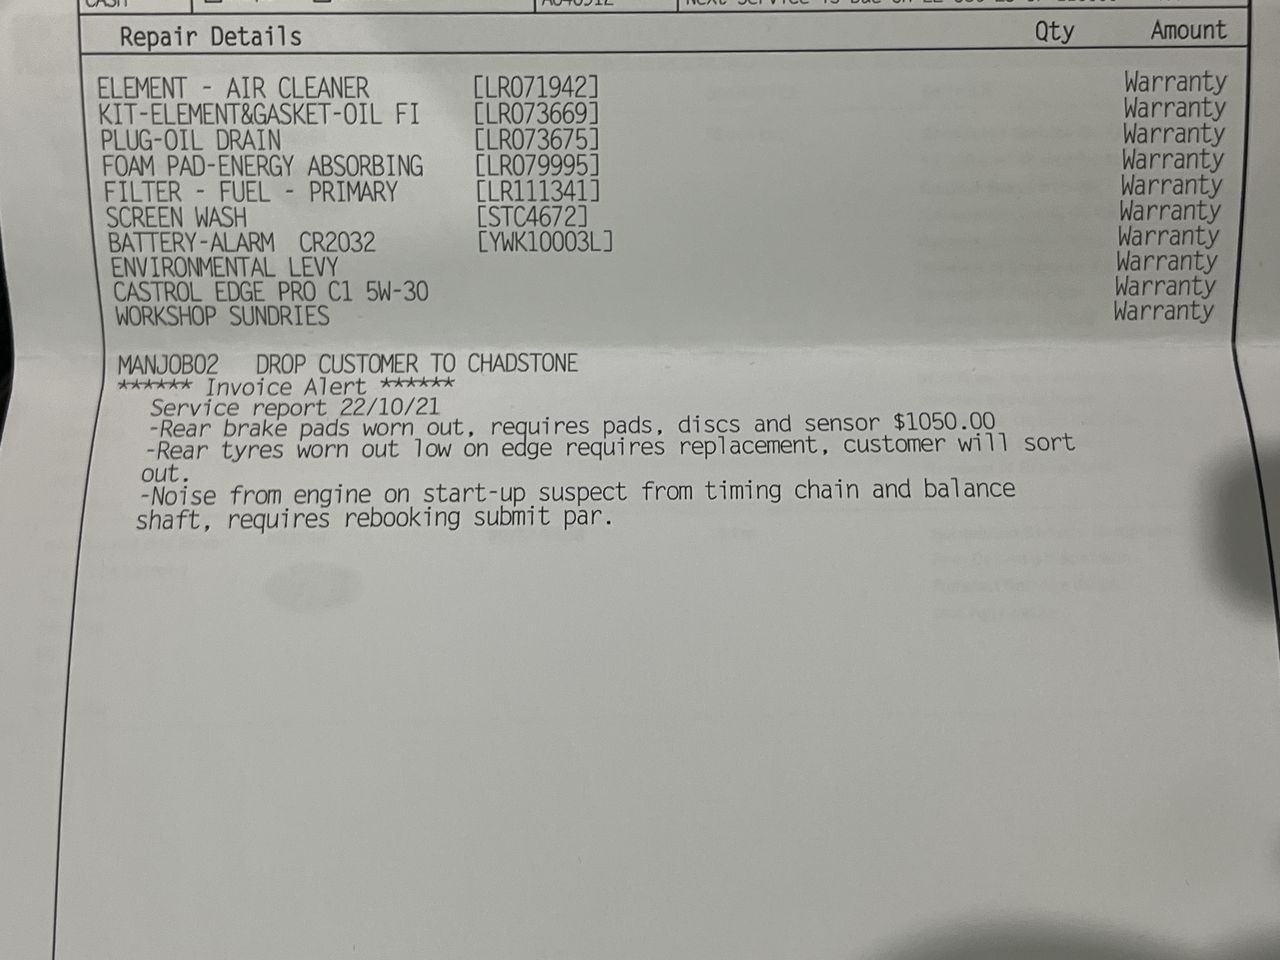 Repair Details Qty Amount
ELEMENT - AIR CLEANER [LR071942] Warranty
KIT-ELEMENT&GASKET-OIL FI [LR073669] Warranty
PLUG-OIL DRAIN [LR073675] Warranty
FOAM PAD-ENERGY ABSORBING [LR079995] Warranty
FILTER - FUEL - PRIMARY [LR111341] Warranty
SCREEN WASH [STC4672] Warranty
BATTERY-ALARM CR2032 [YWK10003L] Warranty
ENVIRONMENTAL LEVY Warranty
CASTROL EDGE PRO C1 5W-30 Warranty
WORKSHOP SUNDRIES Warranty
MANJOB02 DROP CUSTOMER TO CHADSTONE
****** Invoice Alert ******
Service report 22/10/21
-Rear brake pads worn out, requires pads, discs and sensor $1050.00
-Rear tyres worn out low on edge requires replacement, customer will sort
out.
-Noise from engine on start-up suspect from timing chain and balance
shaft, requires rebooking submit par.